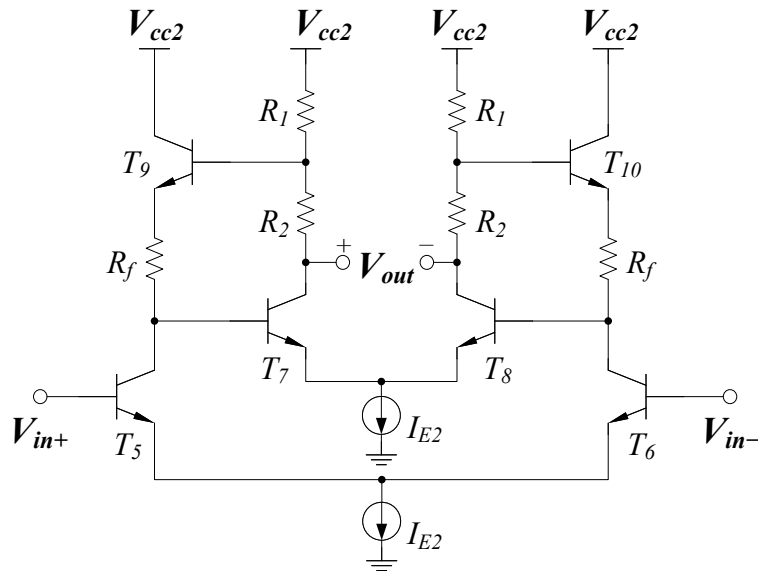 Vcc2 Vcc2 Vcc2 Vcc2
R1 R1
T9 T10
R2 R2
+ −
Rf Vout Rf
T7 T8
Vin+ T5 IE2 T6 Vin−
IE2